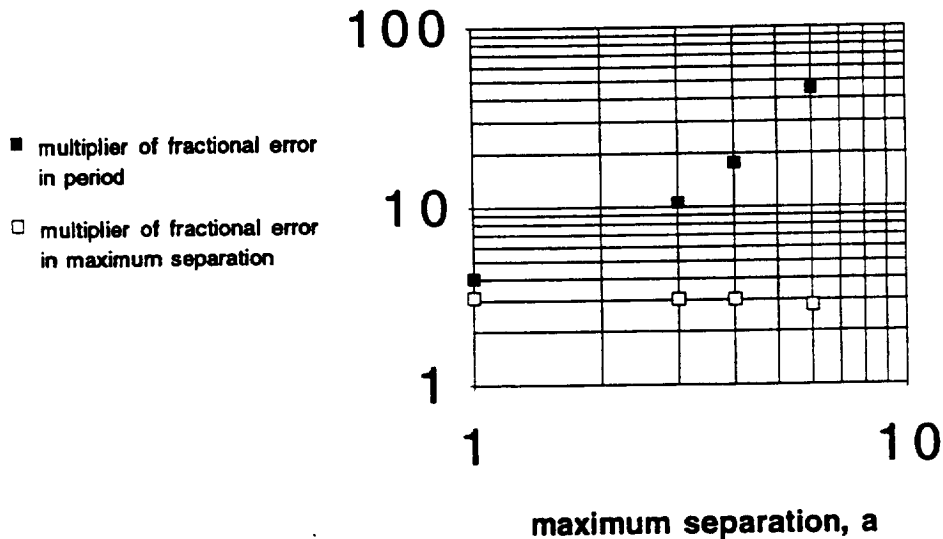 100
multiplier of fractional error
in period
10
multiplier of fractional error
in maximum separation
1
1 10
maximum separation, a